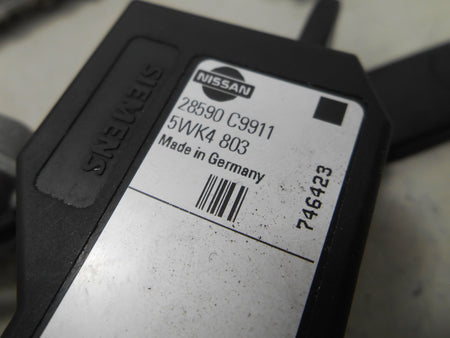 SIEMENS
NISSAN
28590 C9911
5WK4 803
Made in Germany
746423